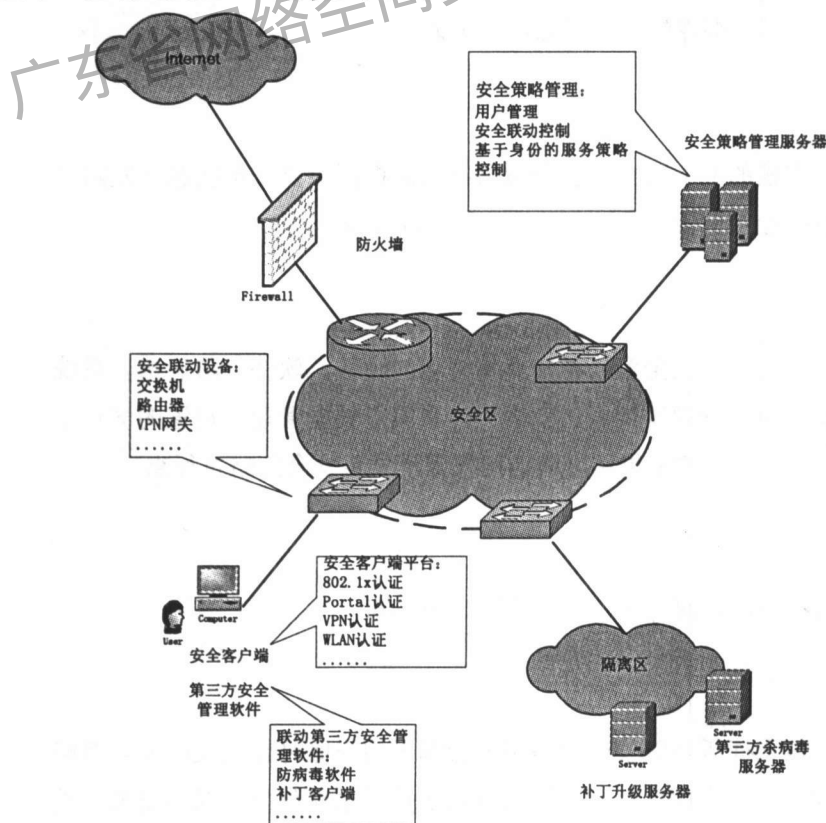 广东省网络空间
Internet
安全策略管理：
用户管理
安全联动控制
基于身份的服务策略
控制
安全策略管理服务器
防火墙
Firewall
安全联动设备：
交换机
路由器
VPN网关
......
安全区
安全客户端平台：
802.1x认证
Portal认证
VPN认证
WLAN认证
......
Computer
User
安全客户端
第三方安全
管理软件
联动第三方安全管
理软件：
防病毒软件
补丁客户端
......
隔离区
Server
第三方杀病毒
服务器
Server
补丁升级服务器